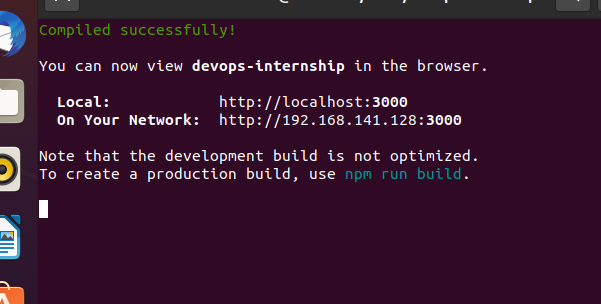 Compiled successfully!
You can now view devops-internship in the browser.
Local: http://localhost:3000
On Your Network: http://192.168.141.128:3000
Note that the development build is not optimized.
To create a production build, use npm run build.